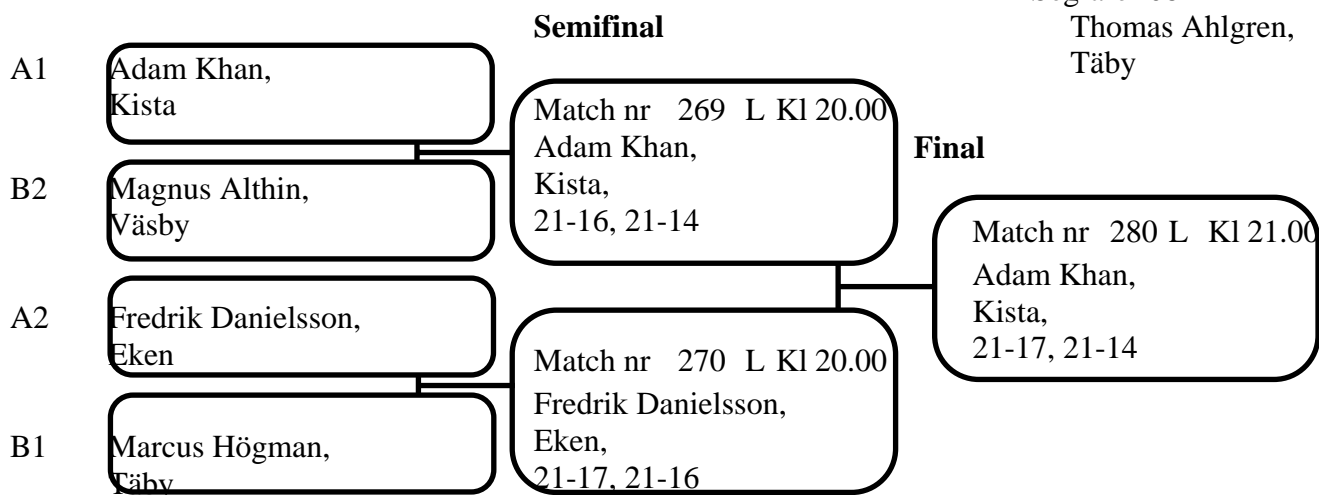 Semifinal
Thomas Ahlgren,
Täby
A1
Adam Khan,
Kista
B2
Magnus Althin,
Väsby
A2
Fredrik Danielsson,
Eken
B1
Marcus Högman,
Täby
Match nr 269 L Kl 20.00
Adam Khan,
Kista,
21-16, 21-14
Match nr 270 L Kl 20.00
Fredrik Danielsson,
Eken,
21-17, 21-16
Final
Match nr 280 L Kl 21.00
Adam Khan,
Kista,
21-17, 21-14